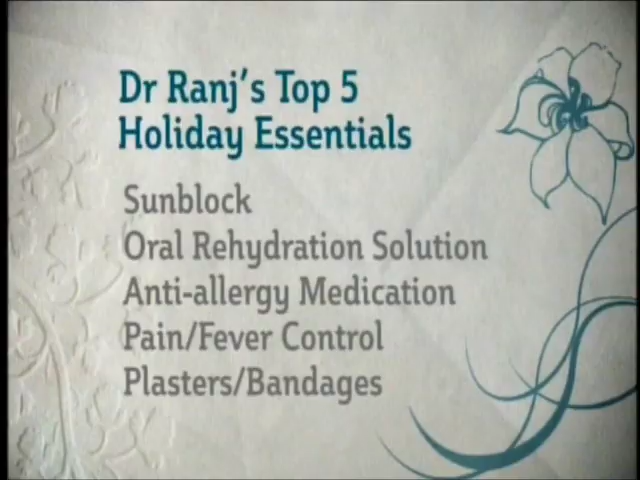 Dr Ranj's Top 5
Holiday Essentials
Sunblock
Oral Rehydration Solution
Anti-allergy Medication
Pain/Fever Control
Plasters/Bandages